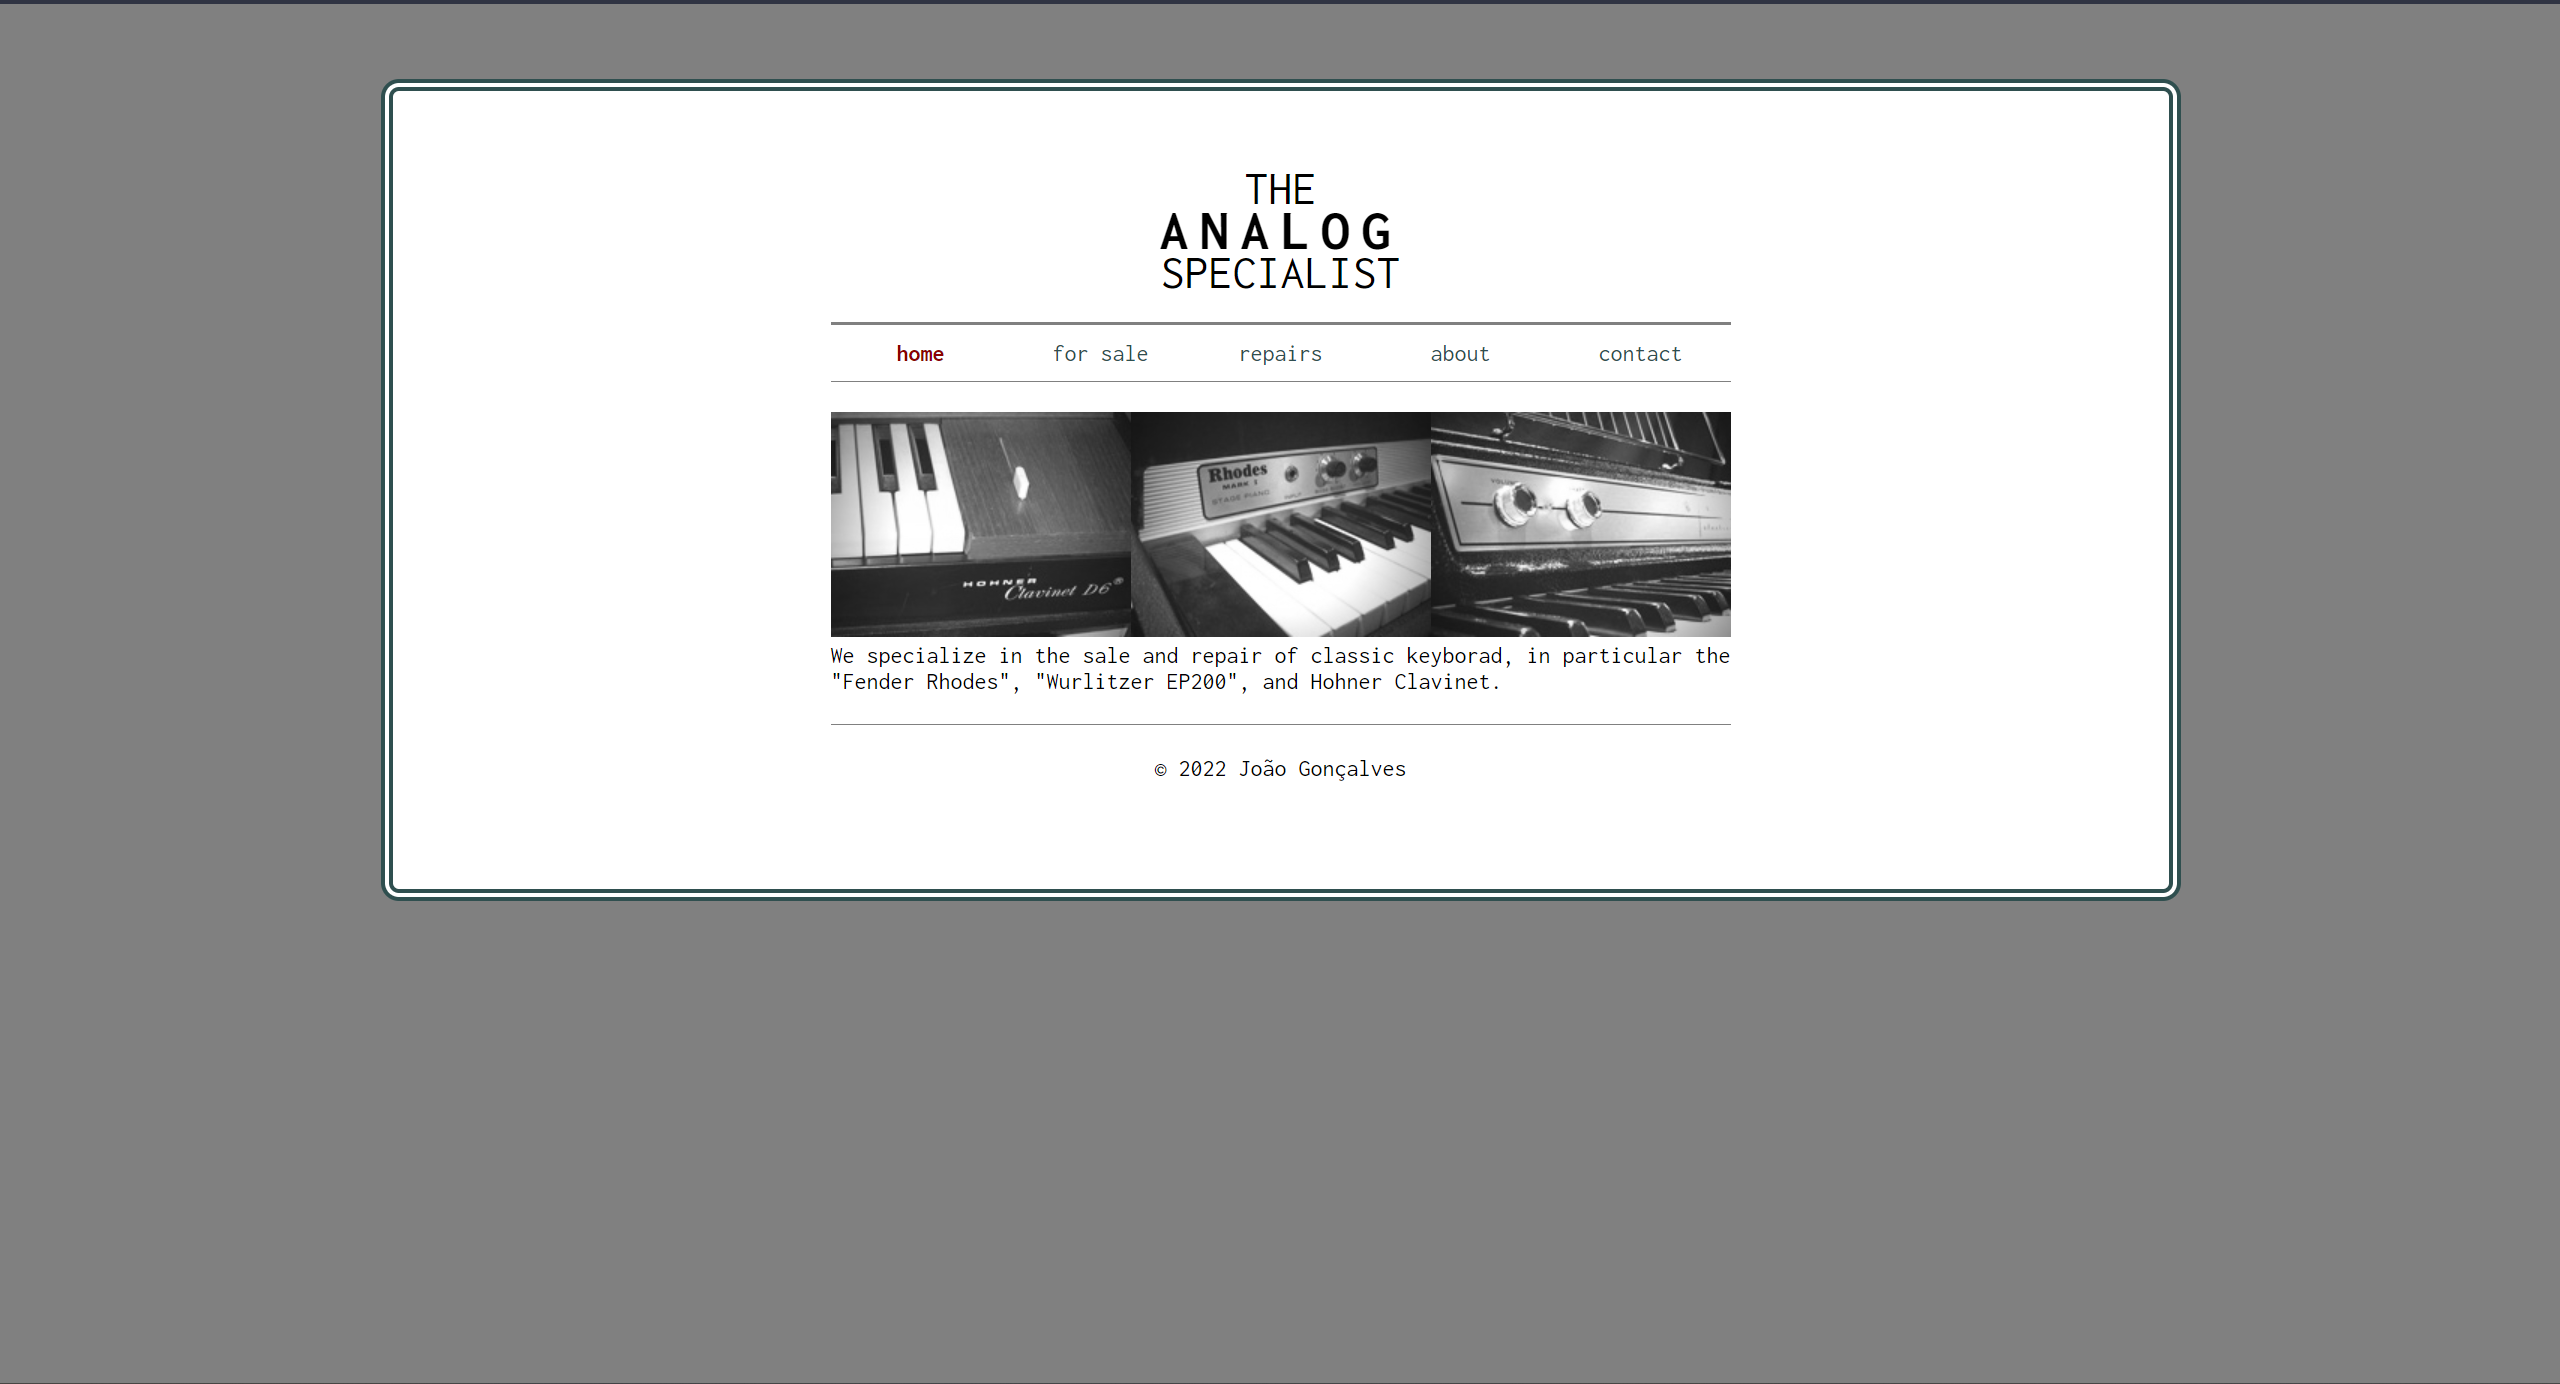 THE
ANALOG
SPECIALIST
home for sale repairs about contact
HOHNER
Clavinet D6®
Rhodes
MARK I
STAGE PIANO
INPUT
VOLUME
We specialize in the sale and repair of classic keyborad, in particular the
"Fender Rhodes", "Wurlitzer EP200", and Hohner Clavinet.
© 2022 João Gonçalves